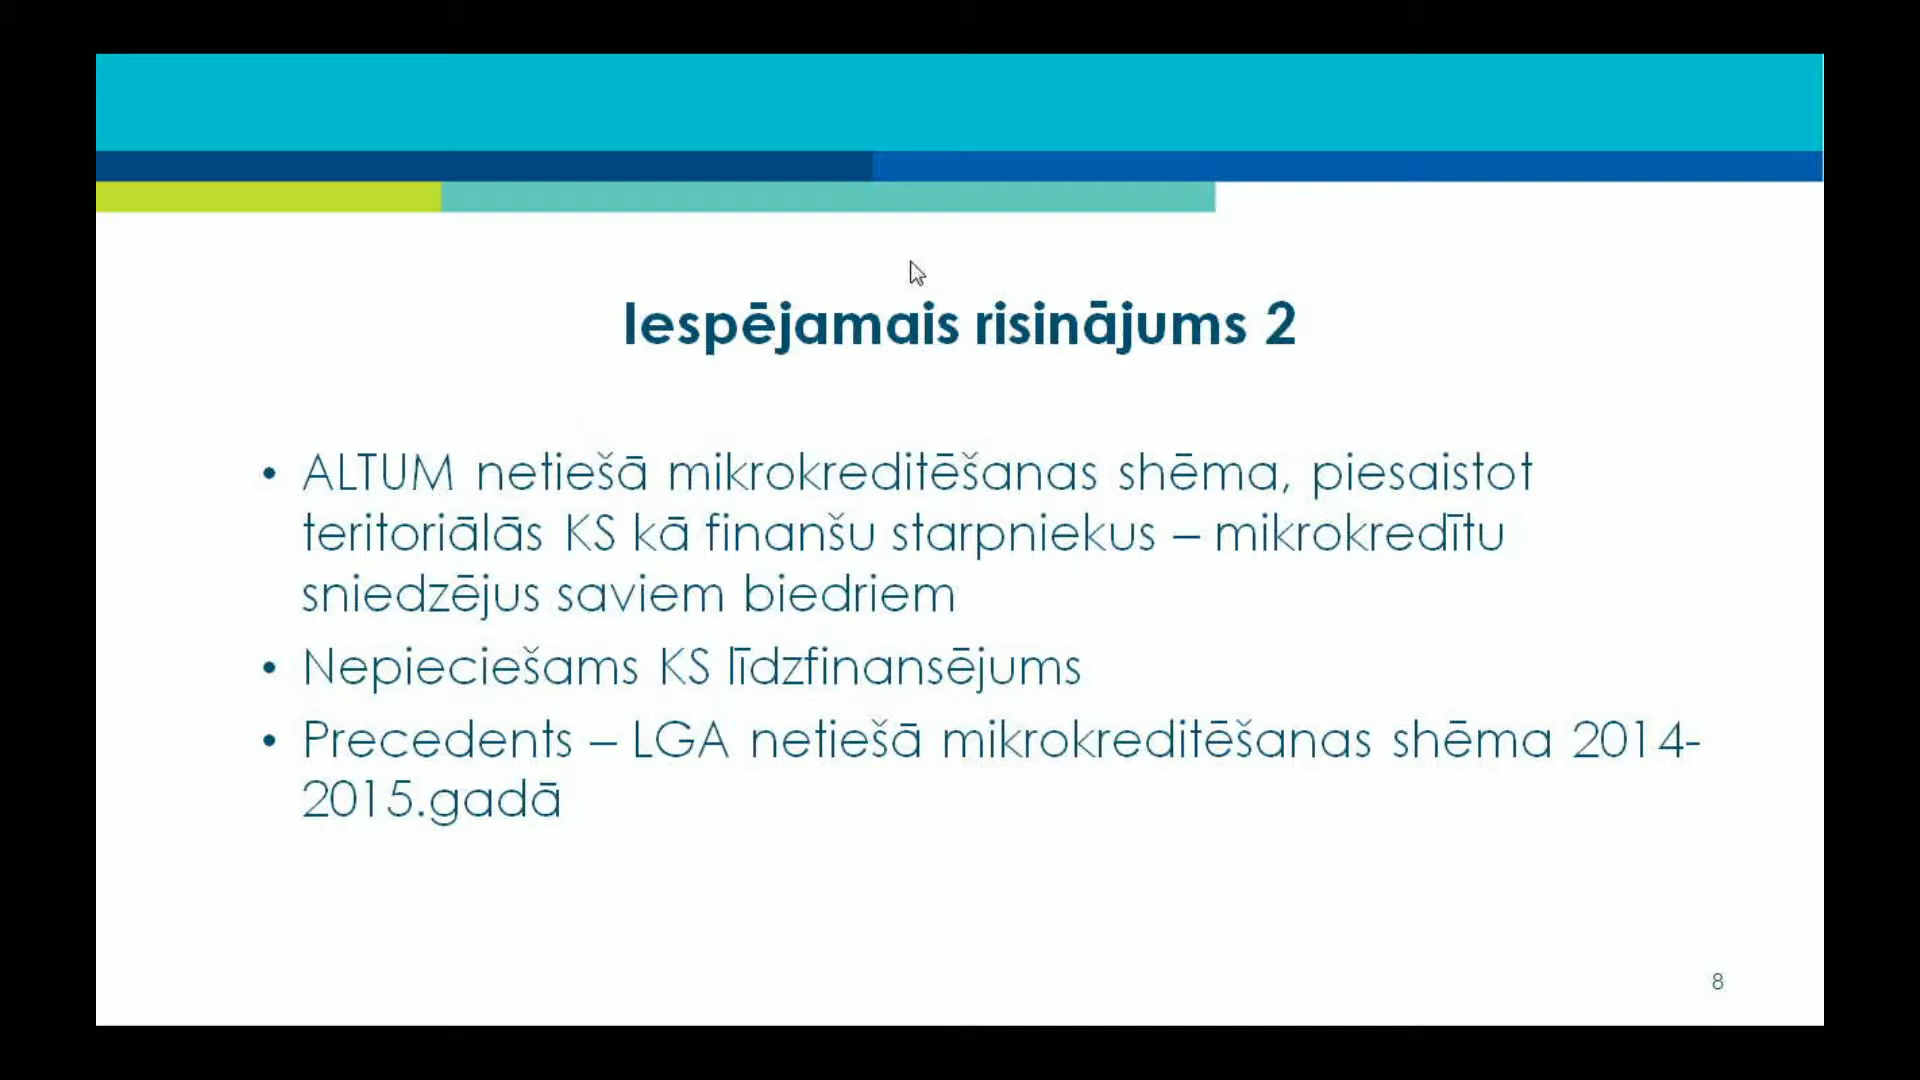 Iespējamais risinājums 2
• ALTUM netiešā mikrokreditēšanas shēma, piesaistot
teritoriālās KS kā finanšu starpniekus – mikrokredītu
sniedzējus saviem biedriem
• Nepieciešams KS līdzfinansējums
• Precedents – LGA netiešā mikrokreditēšanas shēma 2014-
2015.gadā
8